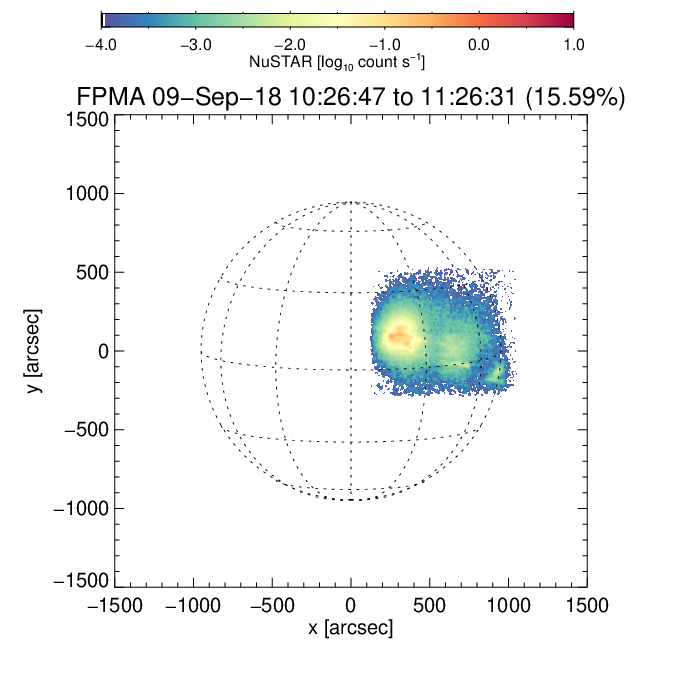 −4.0 −3.0 −2.0 −1.0 0.0 1.0
NuSTAR [log₁₀ count s⁻¹]
FPMA 09−Sep−18 10:26:47 to 11:26:31 (15.59%)
1500
1000
500
0
−500
−1000
−1500
y [arcsec]
−1500 −1000 −500 0 500 1000 1500
x [arcsec]